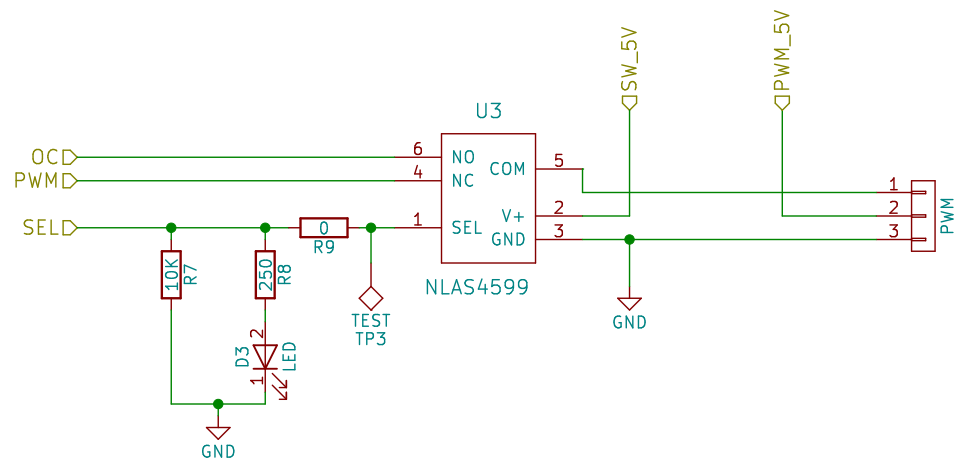 SW_5V
PWM_5V
U3
OC
6
NO
COM
5
PWM
4
NC
1
V+
2
2
SEL
1
SEL
GND
3
3
PWM
0
R9
10K
R7
250
R8
NLAS4599
TEST
TP3
GND
2
D3
LED
1
GND